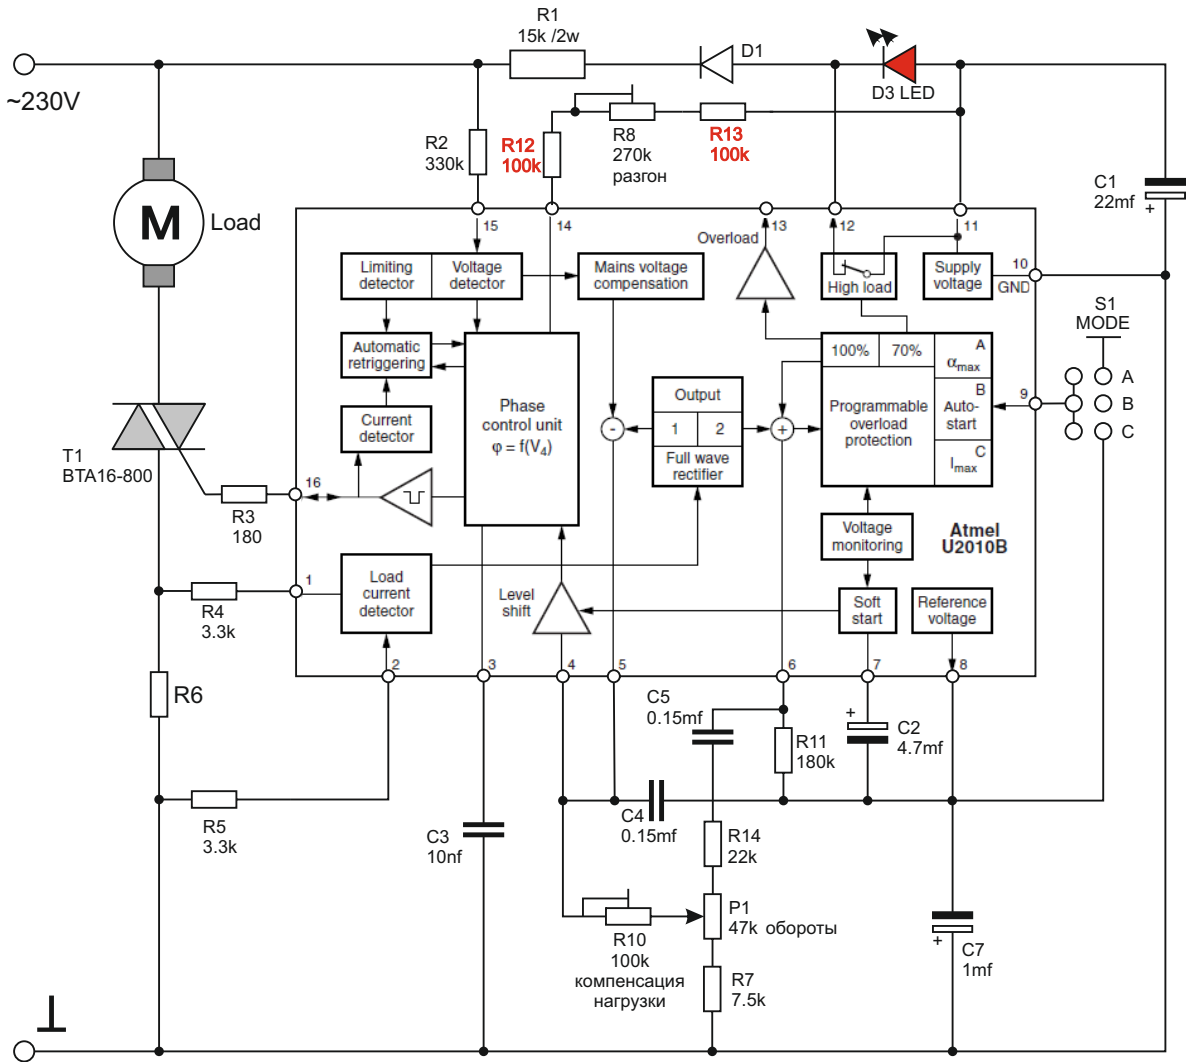 R1
15k /2w
D1
D3 LED
~230V
R2
330k
R12
100k
R8
270k
разгон
R13
100k
C1
22mf
+
M
Load
15
14
13
12
11
10
GND
Overload
Limiting
detector
Voltage
detector
Mains voltage
compensation
High load
Supply
voltage
S1
MODE
A
B
C
Automatic
retriggering
Phase
control unit
φ = f(V4)
Output
1
2
Full wave
rectifier
-
+
100%
70%
A
αmax
B
Auto-
start
C
Imax
Programmable
overload
protection
9
Current
detector
T1
BTA16-800
R3
180
16
Voltage
monitoring
Atmel
U2010B
R4
3.3k
1
Load
current
detector
Level
shift
Soft
start
Reference
voltage
2
3
4
5
6
7
8
R6
C5
0.15mf
R11
180k
+
C2
4.7mf
R5
3.3k
C3
10nf
C4
0.15mf
R14
22k
P1
47k обороты
R10
100k
компенсация
нагрузки
R7
7.5k
+
C7
1mf